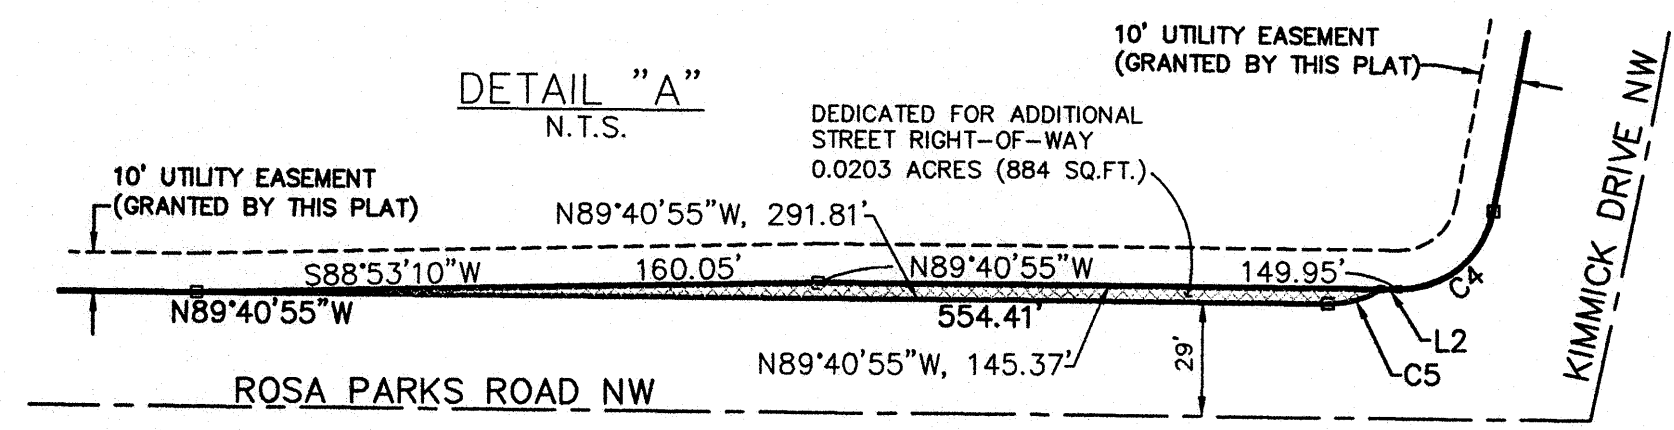 10' UTILITY EASEMENT
(GRANTED BY THIS PLAT)
DETAIL "A"
N.T.S.
DEDICATED FOR ADDITIONAL
STREET RIGHT-OF-WAY
0.0203 ACRES (884 SQ.FT.)
10' UTILITY EASEMENT
(GRANTED BY THIS PLAT)
N89°40'55"W, 291.81'
S88°53'10"W
160.05'
N89°40'55"W
149.95'
C4
N89°40'55"W
554.41'
L2
N89°40'55"W, 145.37'
29'
C5
ROSA PARKS ROAD NW
KIMMICK DRIVE NW